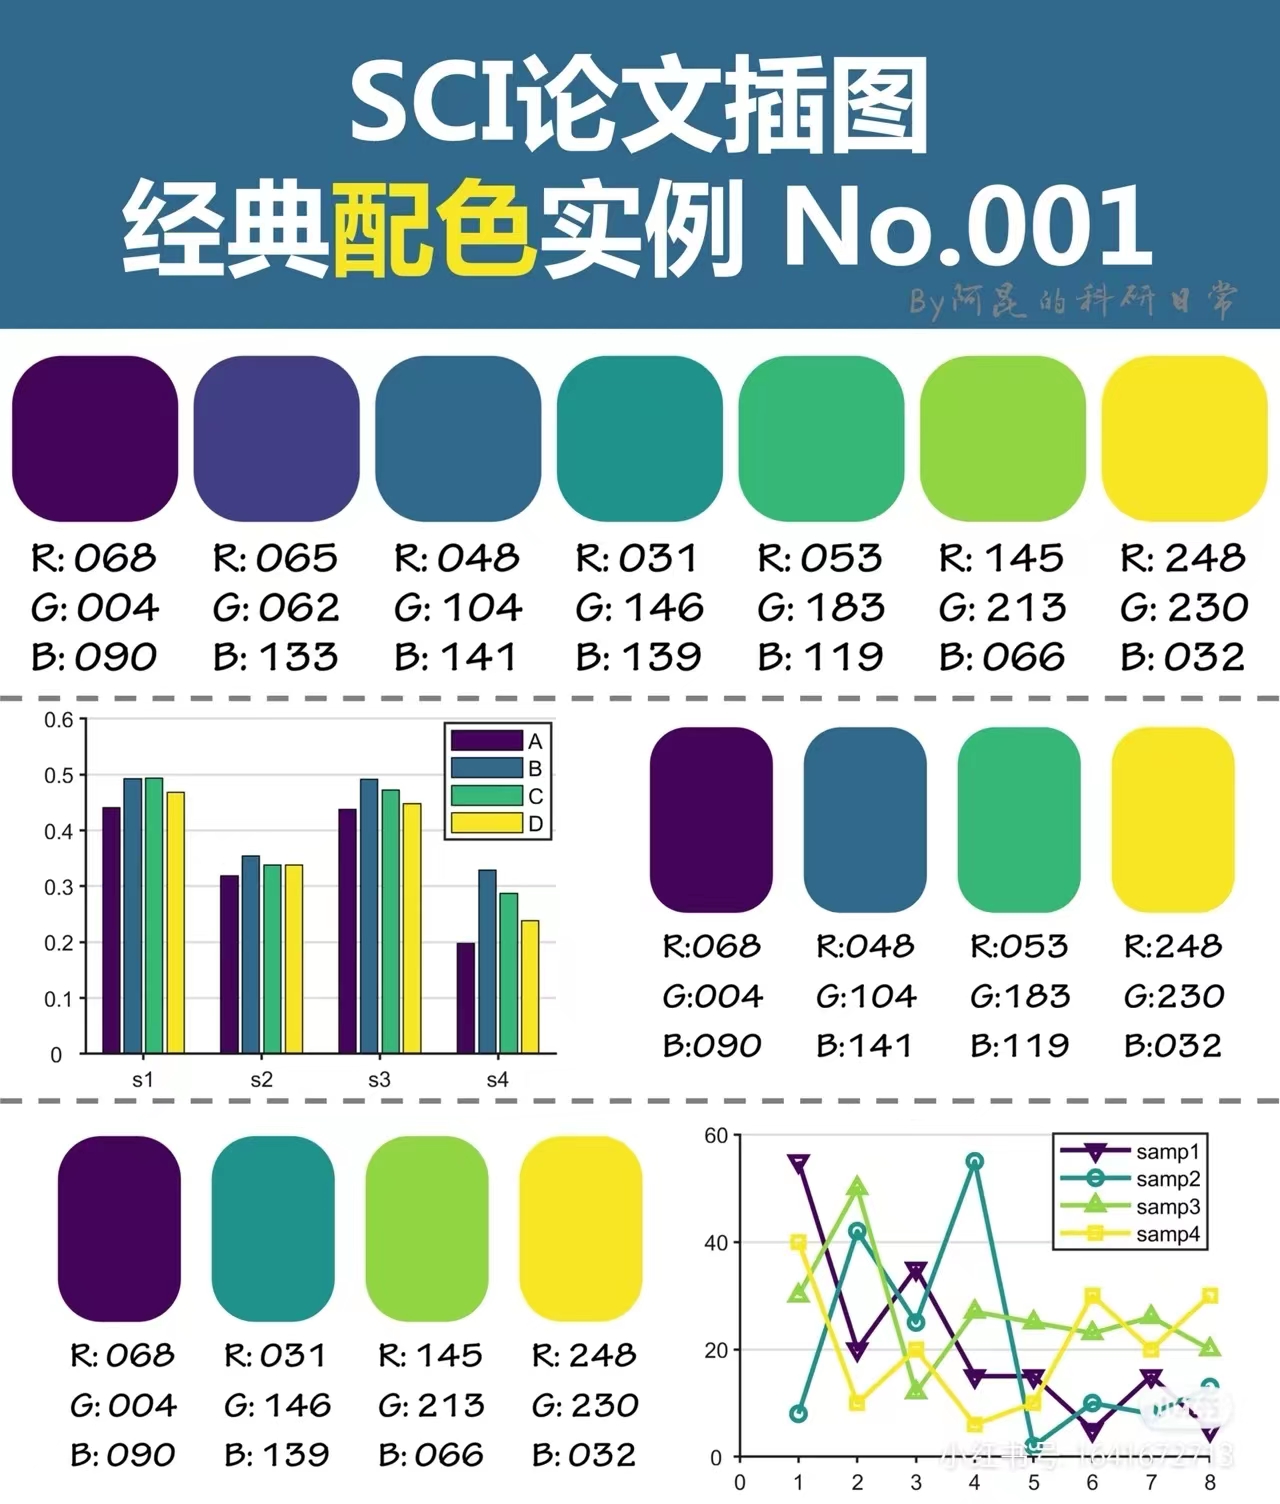 SCI论文插图
经典配色实例 No.001
By阿昆的科研日常
R: 068 R: 065 R: 048 R: 031 R: 053 R: 145 R: 248
G: 004 G: 062 G: 104 G: 146 G: 183 G: 213 G: 230
B: 090 B: 133 B: 141 B: 139 B: 119 B: 066 B: 032
0.6
0.5
0.4
0.3
0.2
0.1
0
s1 s2 s3 s4
A
B
C
D
R:068 R:048 R:053 R:248
G:004 G:104 G:183 G:230
B:090 B:141 B:119 B:032
R: 068 R: 031 R: 145 R: 248
G: 004 G: 146 G: 213 G: 230
B: 090 B: 139 B: 066 B: 032
60
40
20
0
0 1 2 3 4 5 6 7 8
samp1
samp2
samp3
samp4
小红书号 1641672713